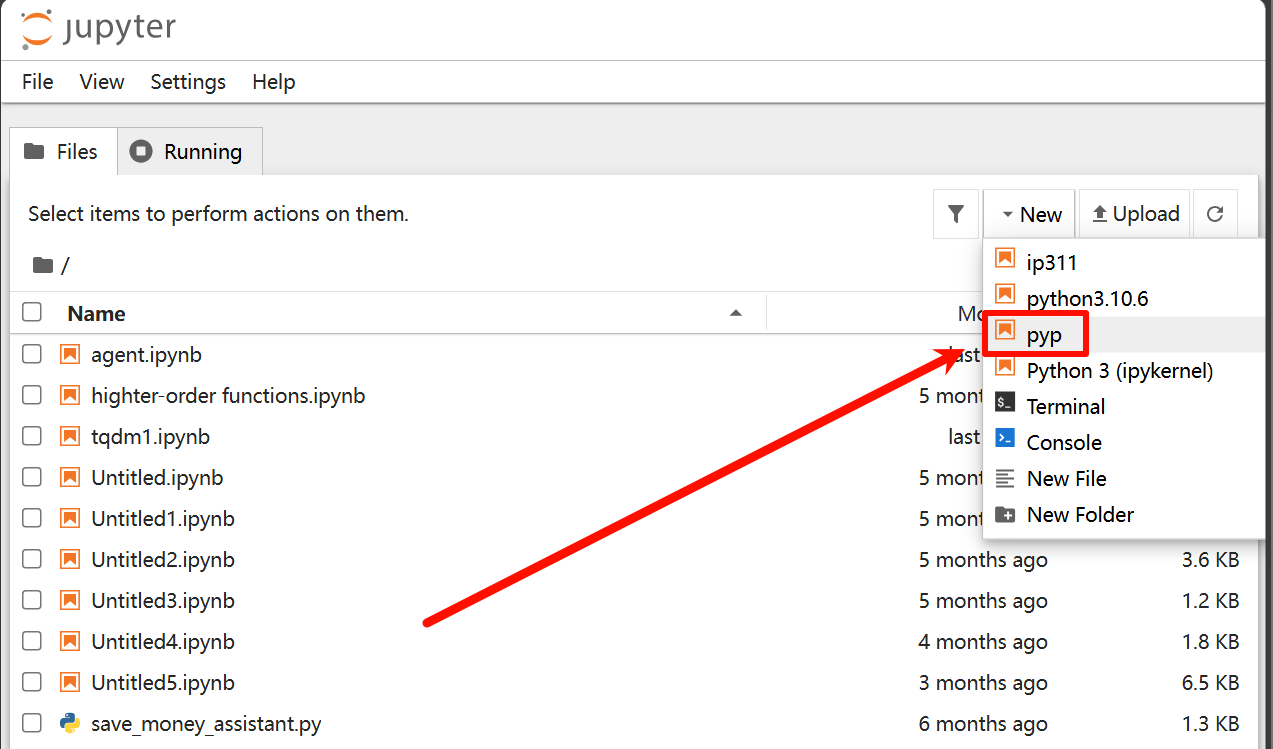 jupyter
File View Settings Help
Files Running
Select items to perform actions on them.
New Upload
/
ip311
python3.10.6
pyp
Python 3 (ipykernel)
Terminal
Console
New File
New Folder
Name
agent.ipynb last
highter-order functions.ipynb 5
tqdm1.ipynb last
Untitled.ipynb 5
Untitled1.ipynb 5
Untitled2.ipynb 5 months ago 3.6 KB
Untitled3.ipynb 5 months ago 1.2 KB
Untitled4.ipynb 4 months ago 1.8 KB
Untitled5.ipynb 3 months ago 6.5 KB
save_money_assistant.py 6 months ago 1.3 KB